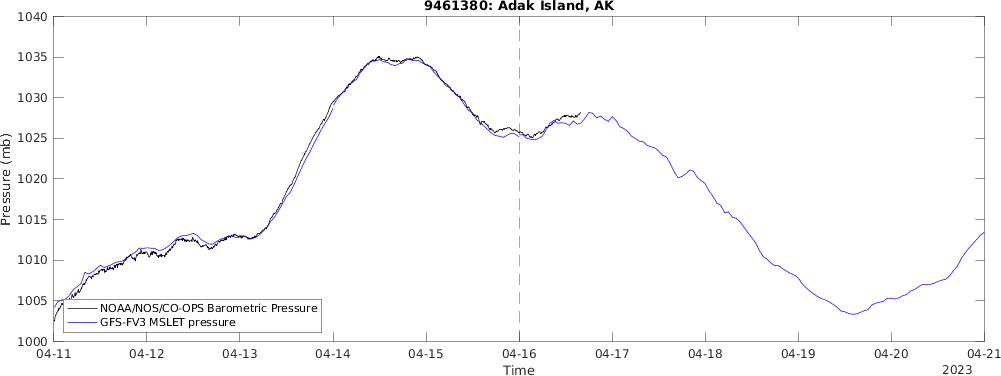 9461380: Adak Island, AK
Pressure (mb)
1040
1035
1030
1025
1020
1015
1010
1005
1000
NOAA/NOS/CO-OPS Barometric Pressure
GFS-FV3 MSLET pressure
04-11 04-12 04-13 04-14 04-15 04-16 04-17 04-18 04-19 04-20 04-21
Time
2023